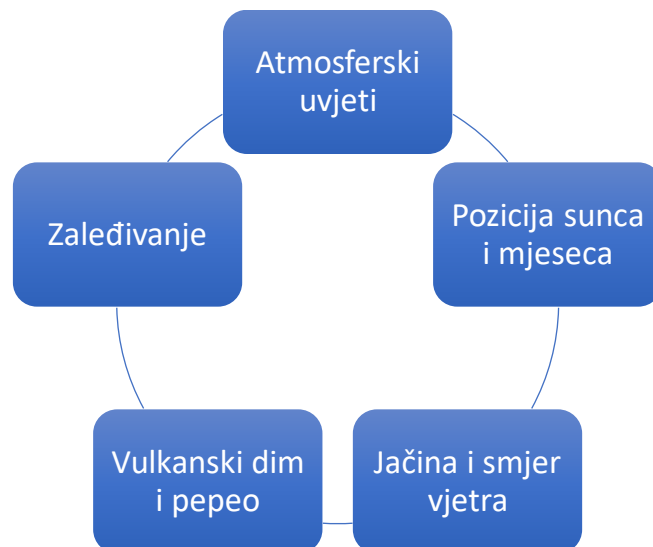 Atmosferski
uvjeti
Pozicija sunca
i mjeseca
Jačina i smjer
vjetra
Vulkanski dim
i pepeo
Zaleđivanje